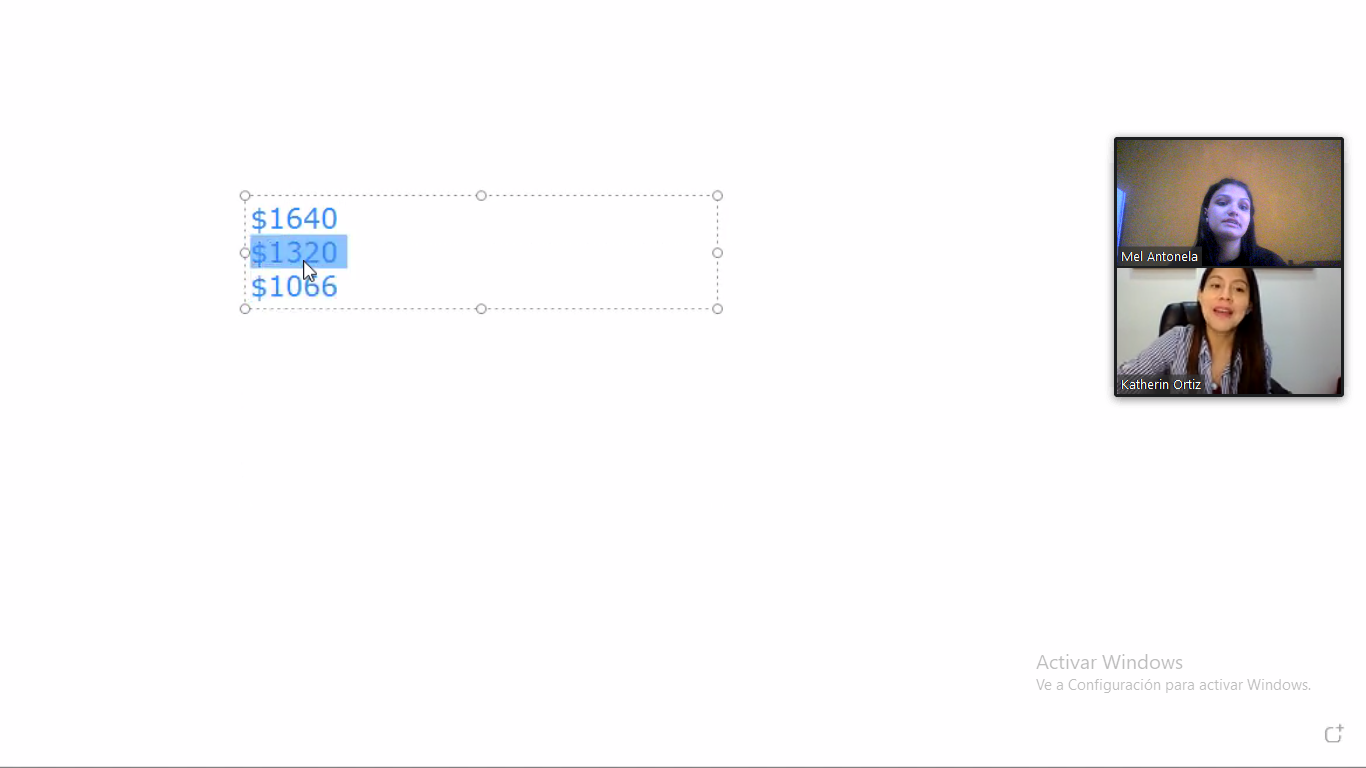 $1640
$1320
$1066
Mel Antonela
Katherin Ortiz
Activar Windows
Ve a Configuración para activar Windows.